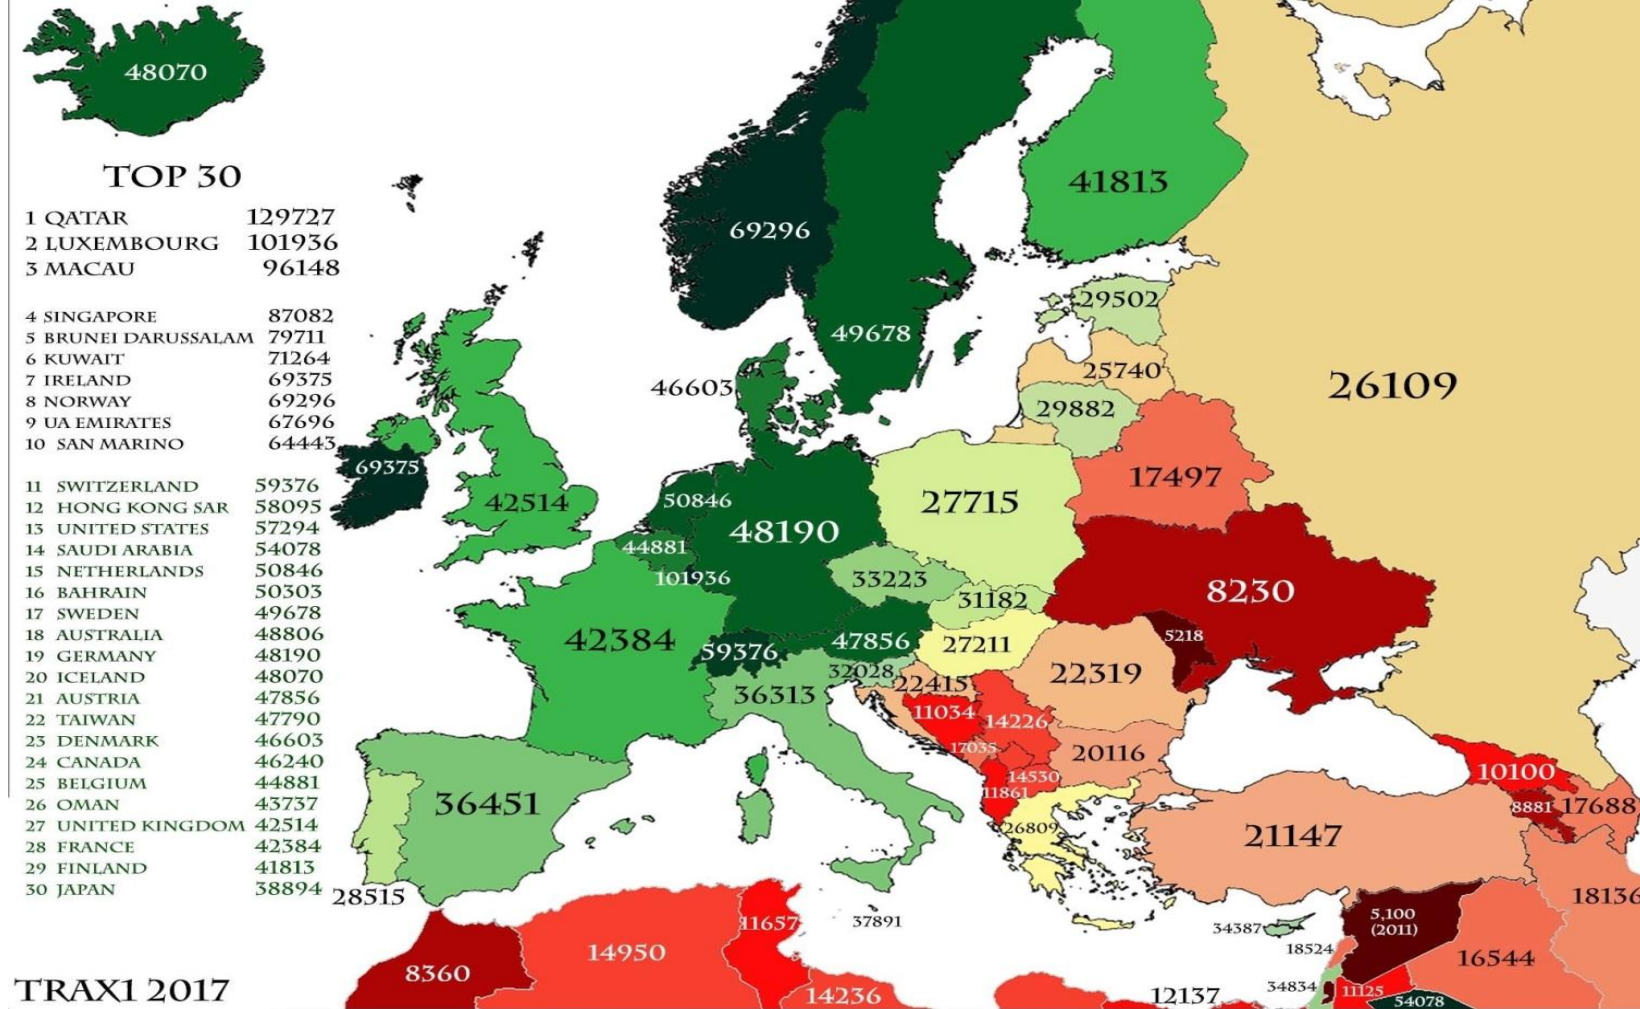 48070
TOP 30
1 QATAR 129727
2 LUXEMBOURG 101936
3 MACAU 96148
4 SINGAPORE 87082
5 BRUNEI DARUSSALAM 79711
6 KUWAIT 71264
7 IRELAND 69375
8 NORWAY 69296
9 UA EMIRATES 67696
10 SAN MARINO 64443
11 SWITZERLAND 59376
12 HONG KONG SAR 58095
13 UNITED STATES 57294
14 SAUDI ARABIA 54078
15 NETHERLANDS 50846
16 BAHRAIN 50303
17 SWEDEN 49678
18 AUSTRALIA 48806
19 GERMANY 48190
20 ICELAND 48070
21 AUSTRIA 47856
22 TAIWAN 47790
23 DENMARK 46603
24 CANADA 46240
25 BELGIUM 44881
26 OMAN 43737
27 UNITED KINGDOM 42514
28 FRANCE 42384
29 FINLAND 41813
30 JAPAN 38894
TRAX1 2017
41813
69296
29502
49678
25740
46603
26109
29882
69375
17497
50846
42514
27715
48190
44881
101936
33223
8230
31182
42384
47856
5218
59376
27211
32028
22319
22415
36313
11034
14226
17035
20116
14530
10100
11861
36451
8881
17688
26809
21147
28515
18136
37891
5,100
(2011)
11657
34387
14950
18524
16544
8360
34834
11125
14236
12137
54078